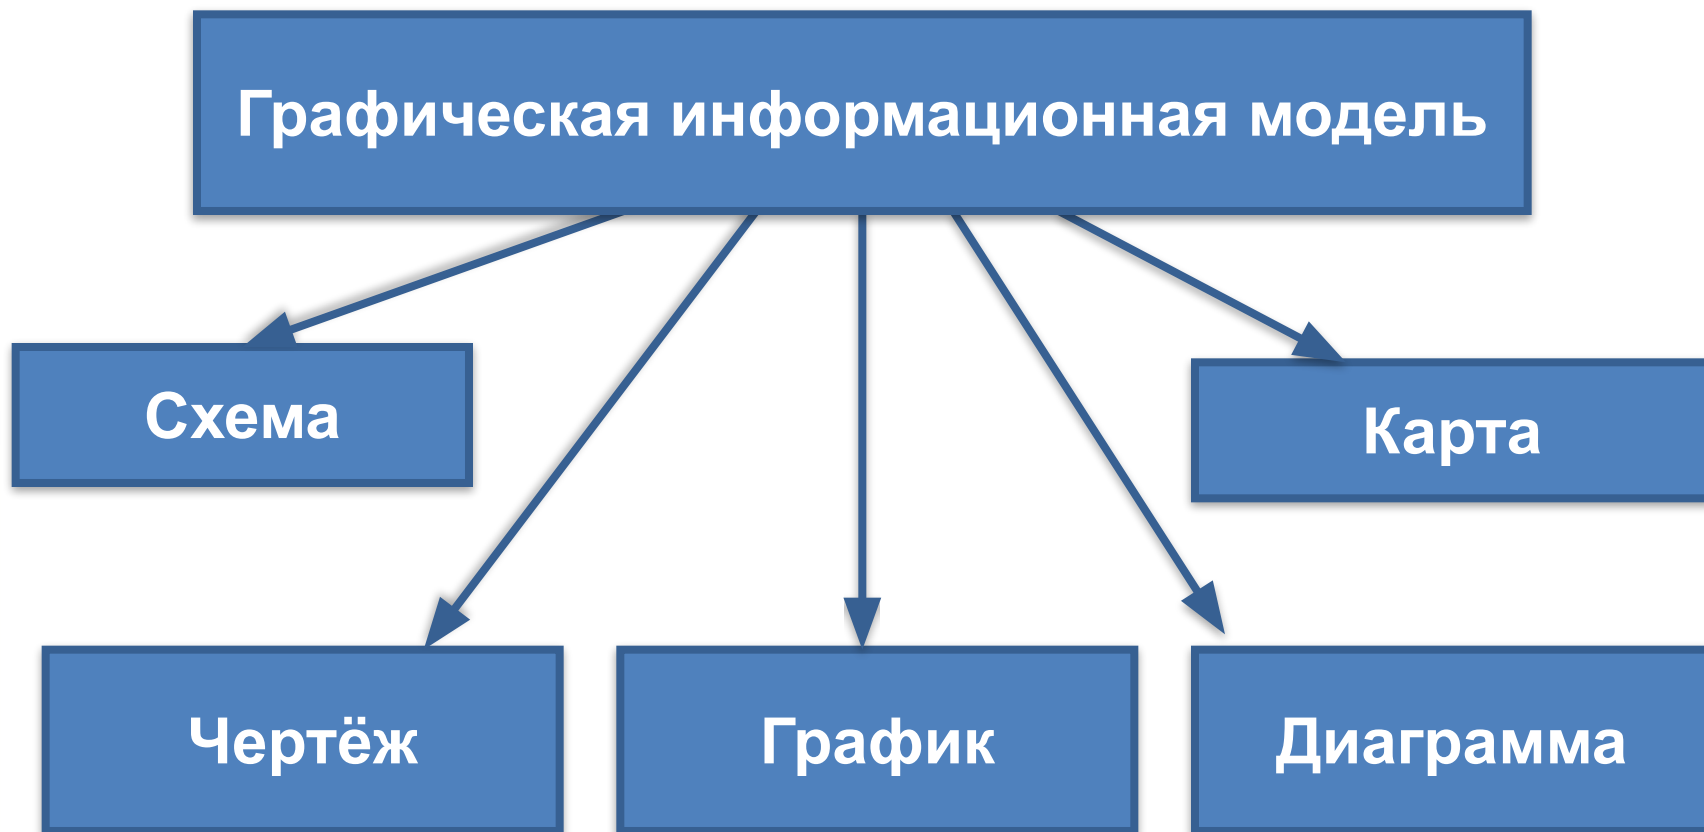 Графическая информационная модель
Схема
Карта
Чертёж
График
Диаграмма